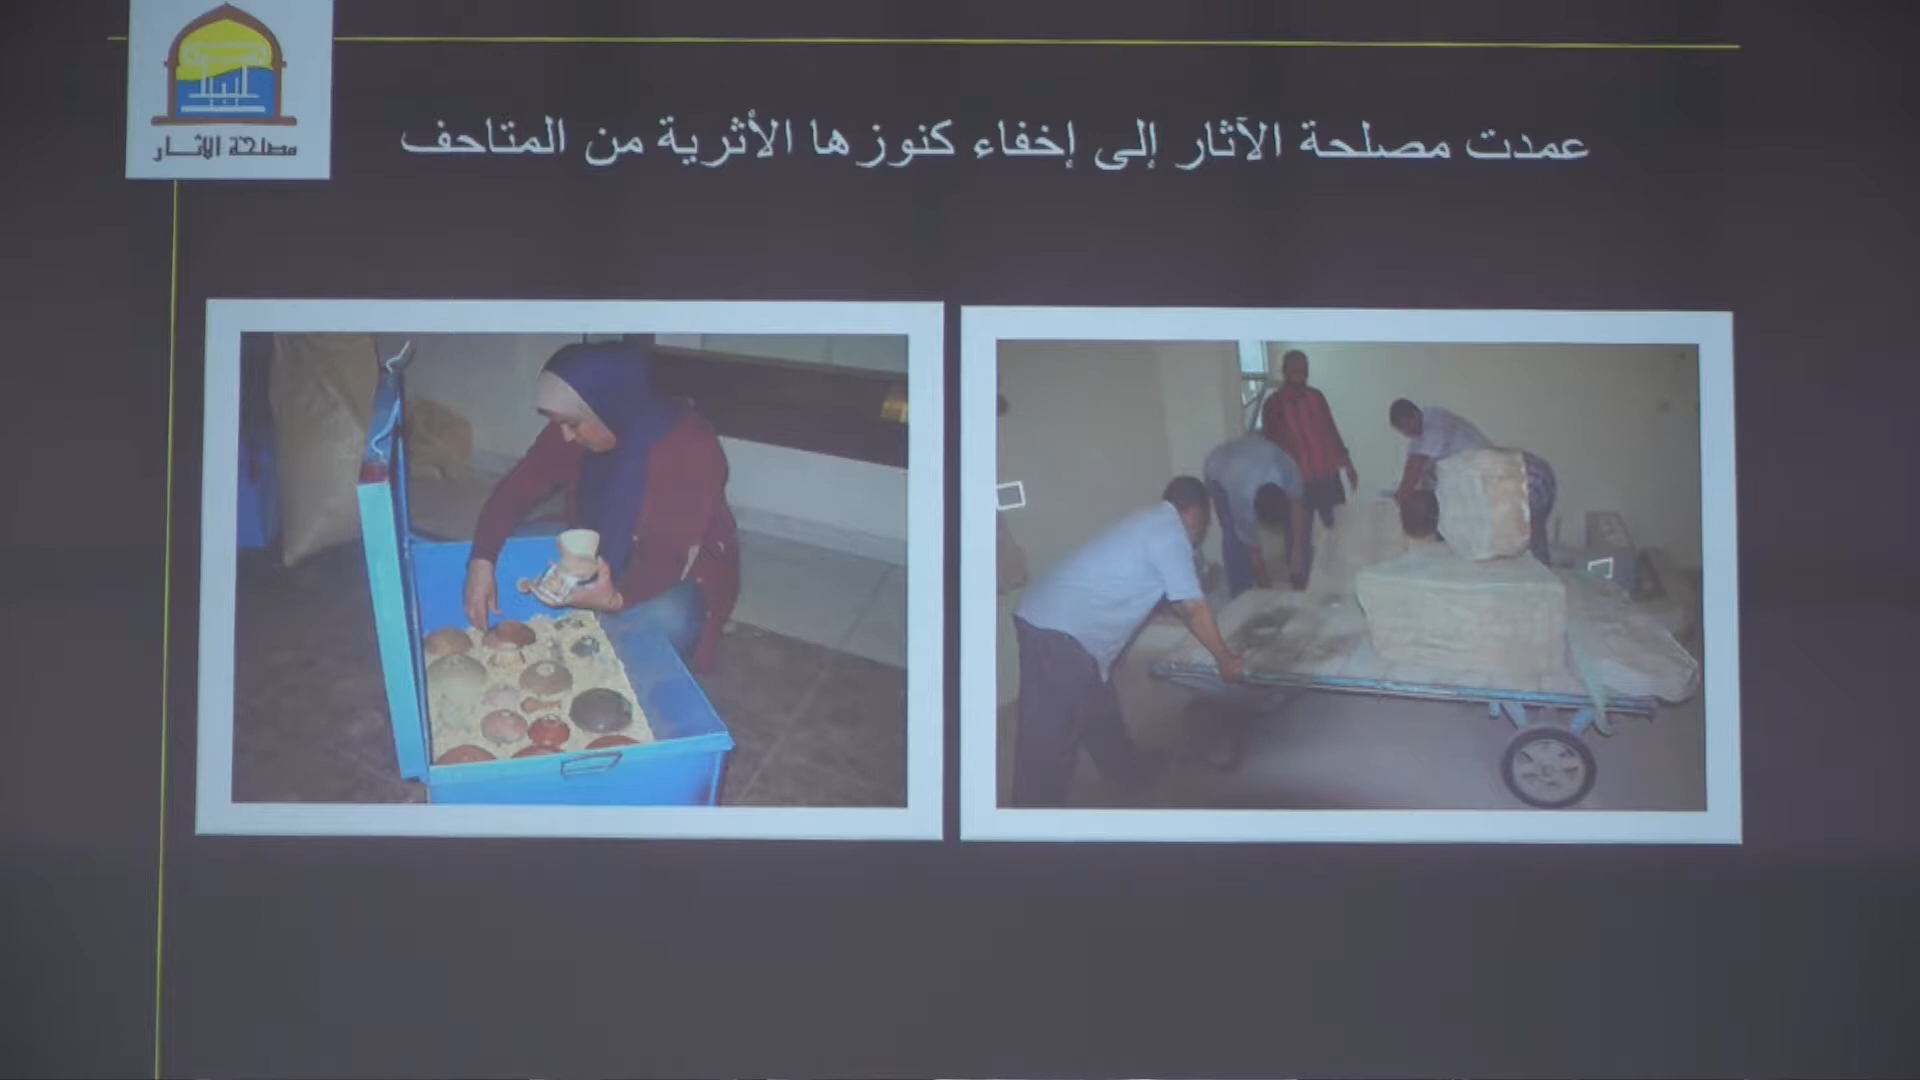 عمدت مصلحة الآثار إلى إخفاء كنوزها الأثرية من المتاحف
مصلحة الآثار